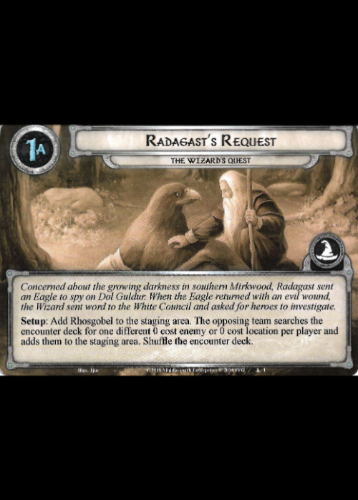 1A
RADAGAST'S REQUEST
THE WIZARD'S QUEST
Concerned about the growing darkness in southern Mirkwood, Radagast sent
an Eagle to spy on Dol Guldur. When the Eagle returned with an evil wound,
the Wizard sent word to the White Council and asked for heroes to investigate.
Setup: Add Rhosgobel to the staging area. The opposing team searches the
encounter deck for one different 0 cost enemy or 0 cost location per player and
adds them to the staging area. Shuffle the encounter deck.